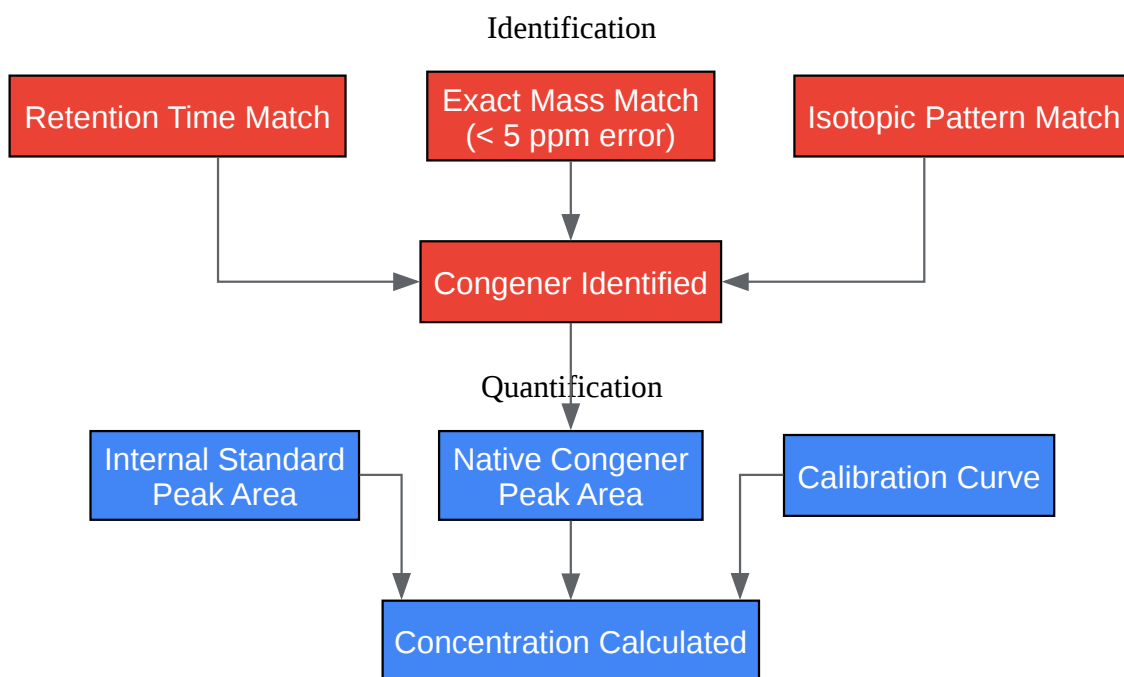 Identification
Retention Time Match
Exact Mass Match
(< 5 ppm error)
Isotopic Pattern Match
Congener Identified
Quantification
Internal Standard
Peak Area
Native Congener
Peak Area
Calibration Curve
Concentration Calculated